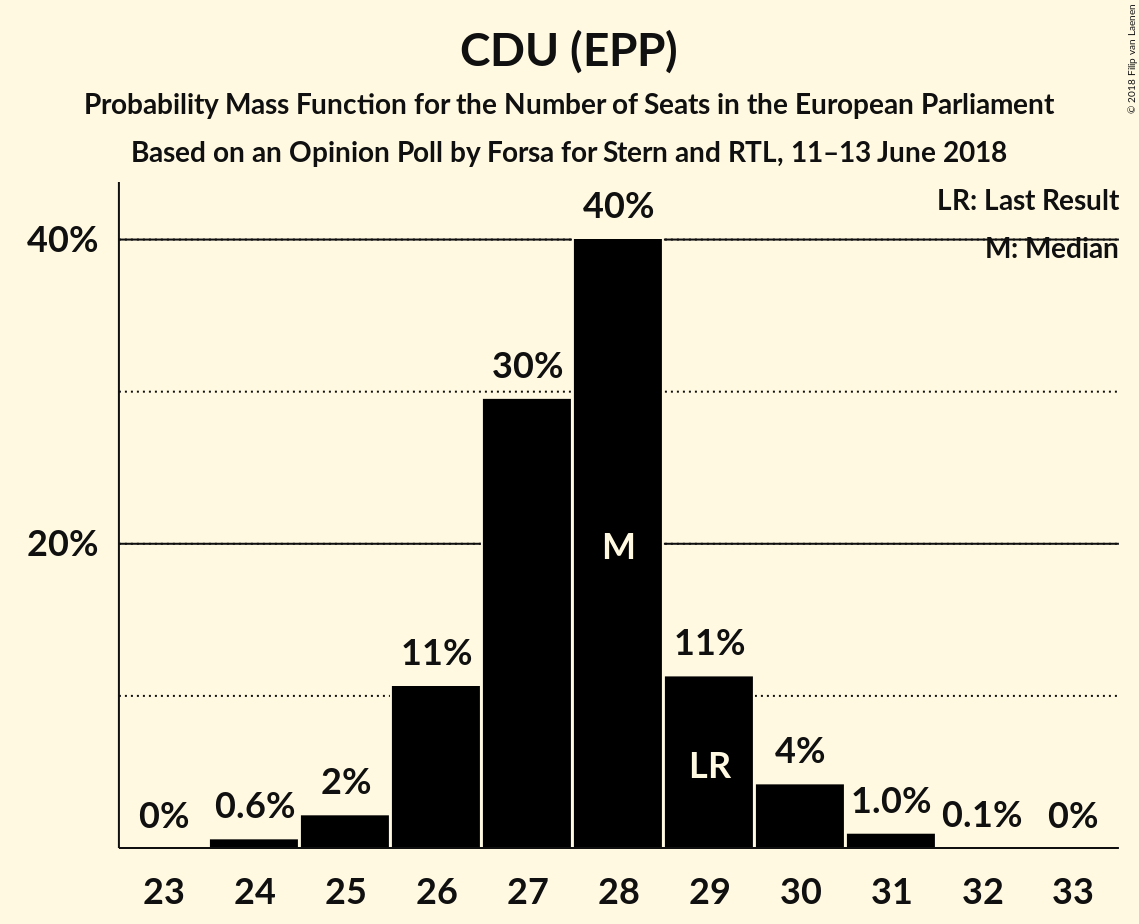 CDU (EPP)
Probability Mass Function for the Number of Seats in the European Parliament
Based on an Opinion Poll by Forsa for Stern and RTL, 11–13 June 2018
© 2018 Filip van Laenen
LR: Last Result
M: Median
40%
20%
0%
0.6%
2%
11%
30%
40%
M
11%
LR
4%
1.0%
0.1%
0%
23 24 25 26 27 28 29 30 31 32 33